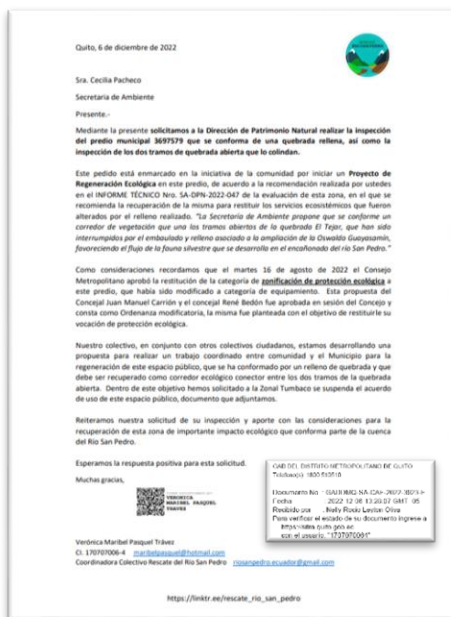 Quito, 6 de diciembre de 2022
Sra. Cecilia Pacheco
Secretaria de Ambiente
Presente.-
Mediante la presente solicitamos a la Dirección de Patrimonio Natural realizar la inspección
del predio municipal 3697579 que se conforma de una quebrada rellena, así como la
inspección de los dos tramos de quebrada abierta que lo colindan.
Este pedido está enmarcado en la iniciativa de la comunidad por iniciar un Proyecto de
Regeneración Ecológica en este predio, de acuerdo a la recomendación realizada por ustedes
en el INFORME TÉCNICO Nro. SA-DPN-2022-047 de la evaluación de esta zona, en el que se
recomienda la recuperación de la misma para restituir los servicios ecosistémicos que fueron
alterados por el relleno realizado. "La Secretaría de Ambiente propone que se conforme un
corredor de vegetación que una los tramos abiertos de la quebrada El Tejar, que han sido
interrumpidos por el embaulado y relleno asociado a la ampliación de la Oswaldo Guayasamín,
favoreciendo el flujo de la fauna silvestre que se desarrolla en el encañonado del río San Pedro."
Como consideraciones recordamos que el martes 16 de agosto de 2022 el Consejo
Metropolitano aprobó la restitución de la categoría de zonificación de protección ecológica a
este predio, que había sido modificado a categoría de equipamiento. Esta propuesta del
Concejal Juan Manuel Carrión y el concejal René Bedón fue aprobada en sesión del Concejo y
consta como Ordenanza modificatoria, la misma fue planteada con el objetivo de restituirle su
vocación de protección ecológica.
Nuestro colectivo, en conjunto con otros colectivos ciudadanos, estamos desarrollando una
propuesta para realizar un trabajo coordinado entre comunidad y el Municipio para la
regeneración de este espacio público, que se ha conformado por un relleno de quebrada y que
debe ser recuperado como corredor ecológico conector entre los dos tramos de la quebrada
abierta. Dentro de este objetivo hemos solicitado a la Zonal Tumbaco se suspenda el acuerdo
de uso de este espacio público, documento que adjuntamos.
Reiteramos nuestra solicitud de su inspección y aporte con las consideraciones para la
recuperación de esta zona de importante impacto ecológico que conforma parte de la cuenca
del Río San Pedro.
Esperamos la respuesta positiva para esta solicitud.
Muchas gracias,
VERONICA
MARIBEL PASQUEL
TRAVEZ
GAD DEL DISTRITO METROPOLITANO DE QUITO
Documento No.
Fecha
Recibido por
Para verificar el estado de su documento ingrese a
con el usuario:
Verónica Maribel Pasquel Trávez
CI. 170707006-4 maribelpasquel@hotmail.com
Coordinadora Colectivo Rescate del Río San Pedro riosanpedro.ecuador@gmail.com
https://linktr.ee/rescate_rio_san_pedro